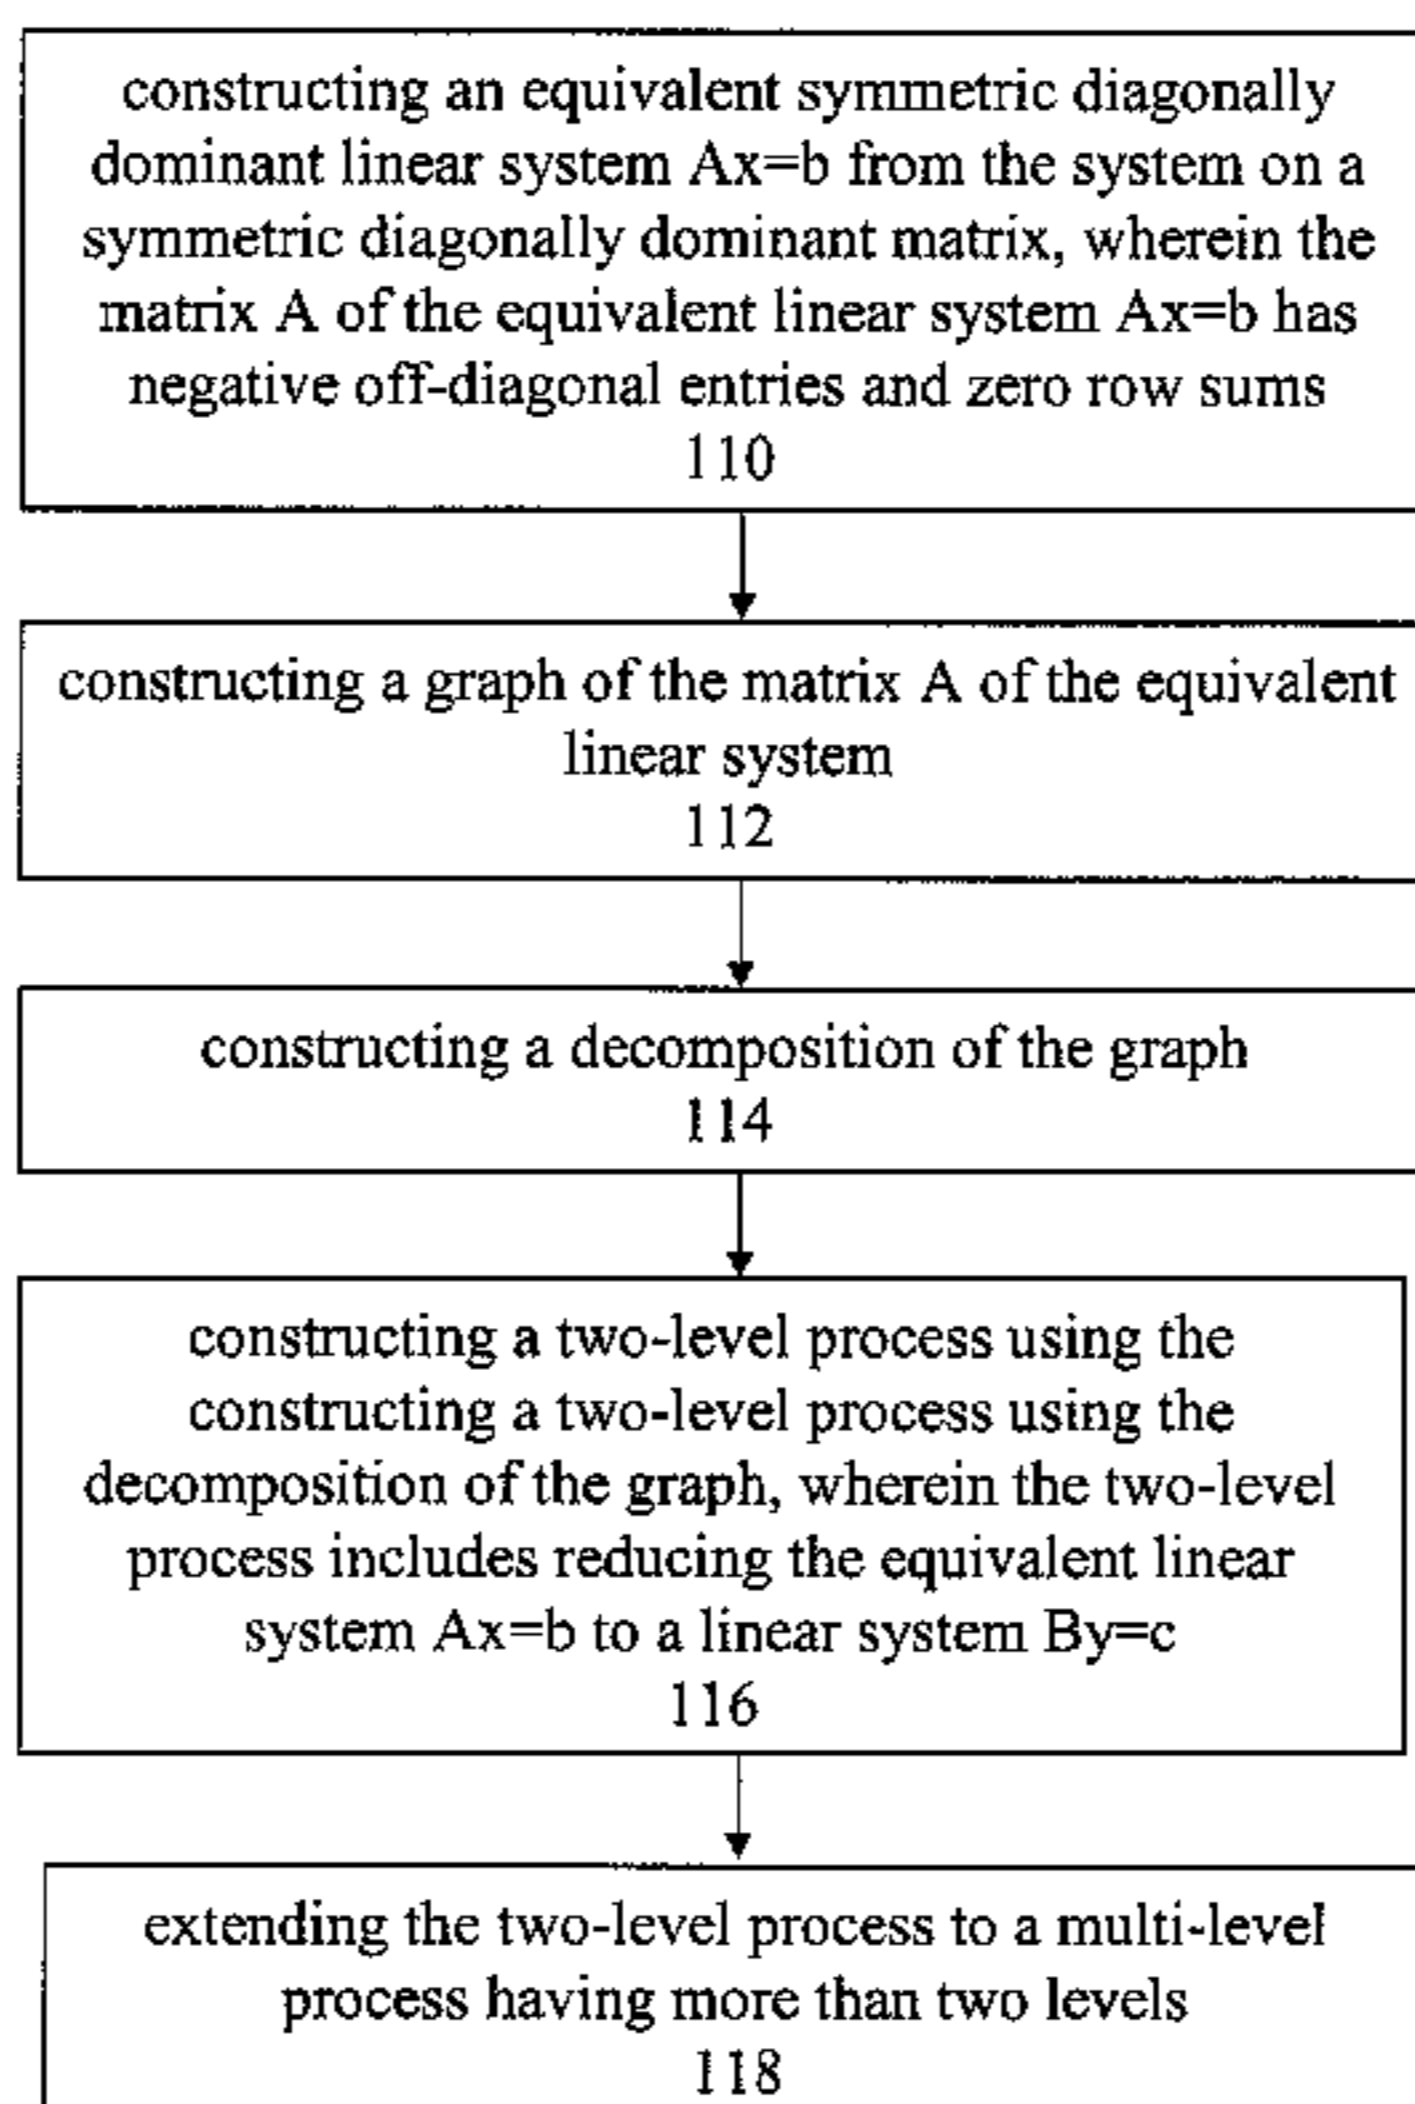 constructing an equivalent symmetric diagonally
dominant linear system Ax=b from the system on a
symmetric diagonally dominant matrix, wherein the
matrix A of the equivalent linear system Ax=b has
negative off-diagonal entries and zero row sums
110
constructing a graph of the matrix A of the equivalent
linear system
112
constructing a decomposition of the graph
114
constructing a two-level process using the
constructing a two-level process using the
decomposition of the graph, wherein the two-level
process includes reducing the equivalent linear
system Ax=b to a linear system By=c
116
extending the two-level process to a multi-level
process having more than two levels
118